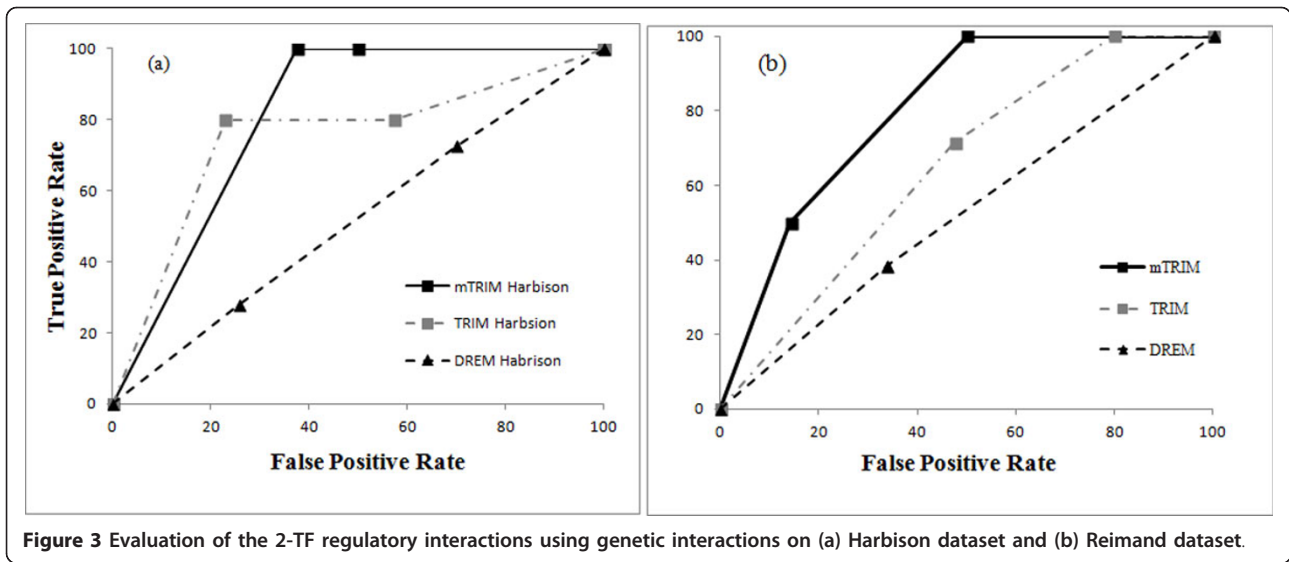 (a)
True Positive Rate
100
80
60
40
20
0
0 20 40 60 80 100
False Positive Rate
mTRIM Harbison
TRIM Harbsion
DREM Habrison
(b)
100
80
60
40
20
0
0 20 40 60 80 100
False Positive Rate
mTRIM
TRIM
DREM
Figure 3 Evaluation of the 2-TF regulatory interactions using genetic interactions on (a) Harbison dataset and (b) Reimand dataset.